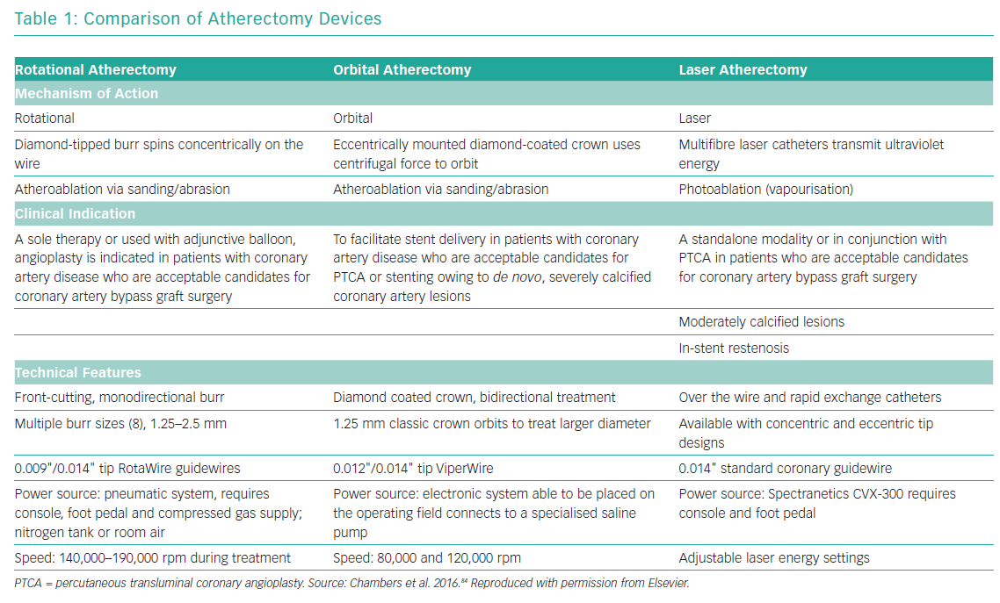 Table 1: Comparison of Atherectomy Devices
Rotational Atherectomy Orbital Atherectomy Laser Atherectomy
Mechanism of Action
Rotational Orbital Laser
Diamond-tipped burr spins concentrically on the
wire
Eccentrically mounted diamond-coated crown uses
centrifugal force to orbit
Multifibre laser catheters transmit ultraviolet
energy
Atheroablation via sanding/abrasion Atheroablation via sanding/abrasion Photoablation (vapourisation)
Clinical Indication
A sole therapy or used with adjunctive balloon,
angioplasty is indicated in patients with coronary
artery disease who are acceptable candidates for
coronary artery bypass graft surgery
To facilitate stent delivery in patients with coronary
artery disease who are acceptable candidates for
PTCA or stenting owing to de novo, severely calcified
coronary artery lesions
A standalone modality or in conjunction with
PTCA in patients who are acceptable candidates
for coronary artery bypass graft surgery
Moderately calcified lesions
In-stent restenosis
Technical Features
Front-cutting, monodirectional burr Diamond coated crown, bidirectional treatment Over the wire and rapid exchange catheters
Multiple burr sizes (8), 1.25–2.5 mm 1.25 mm classic crown orbits to treat larger diameter Available with concentric and eccentric tip
designs
0.009"/0.014" tip RotaWire guidewires 0.012"/0.014" tip ViperWire 0.014" standard coronary guidewire
Power source: pneumatic system, requires
console, foot pedal and compressed gas supply;
nitrogen tank or room air
Power source: electronic system able to be placed on
the operating field connects to a specialised saline
pump
Power source: Spectranetics CVX-300 requires
console and foot pedal
Speed: 140,000–190,000 rpm during treatment Speed: 80,000 and 120,000 rpm Adjustable laser energy settings
PTCA = percutaneous transluminal coronary angioplasty. Source: Chambers et al. 2016.⁸⁴ Reproduced with permission from Elsevier.